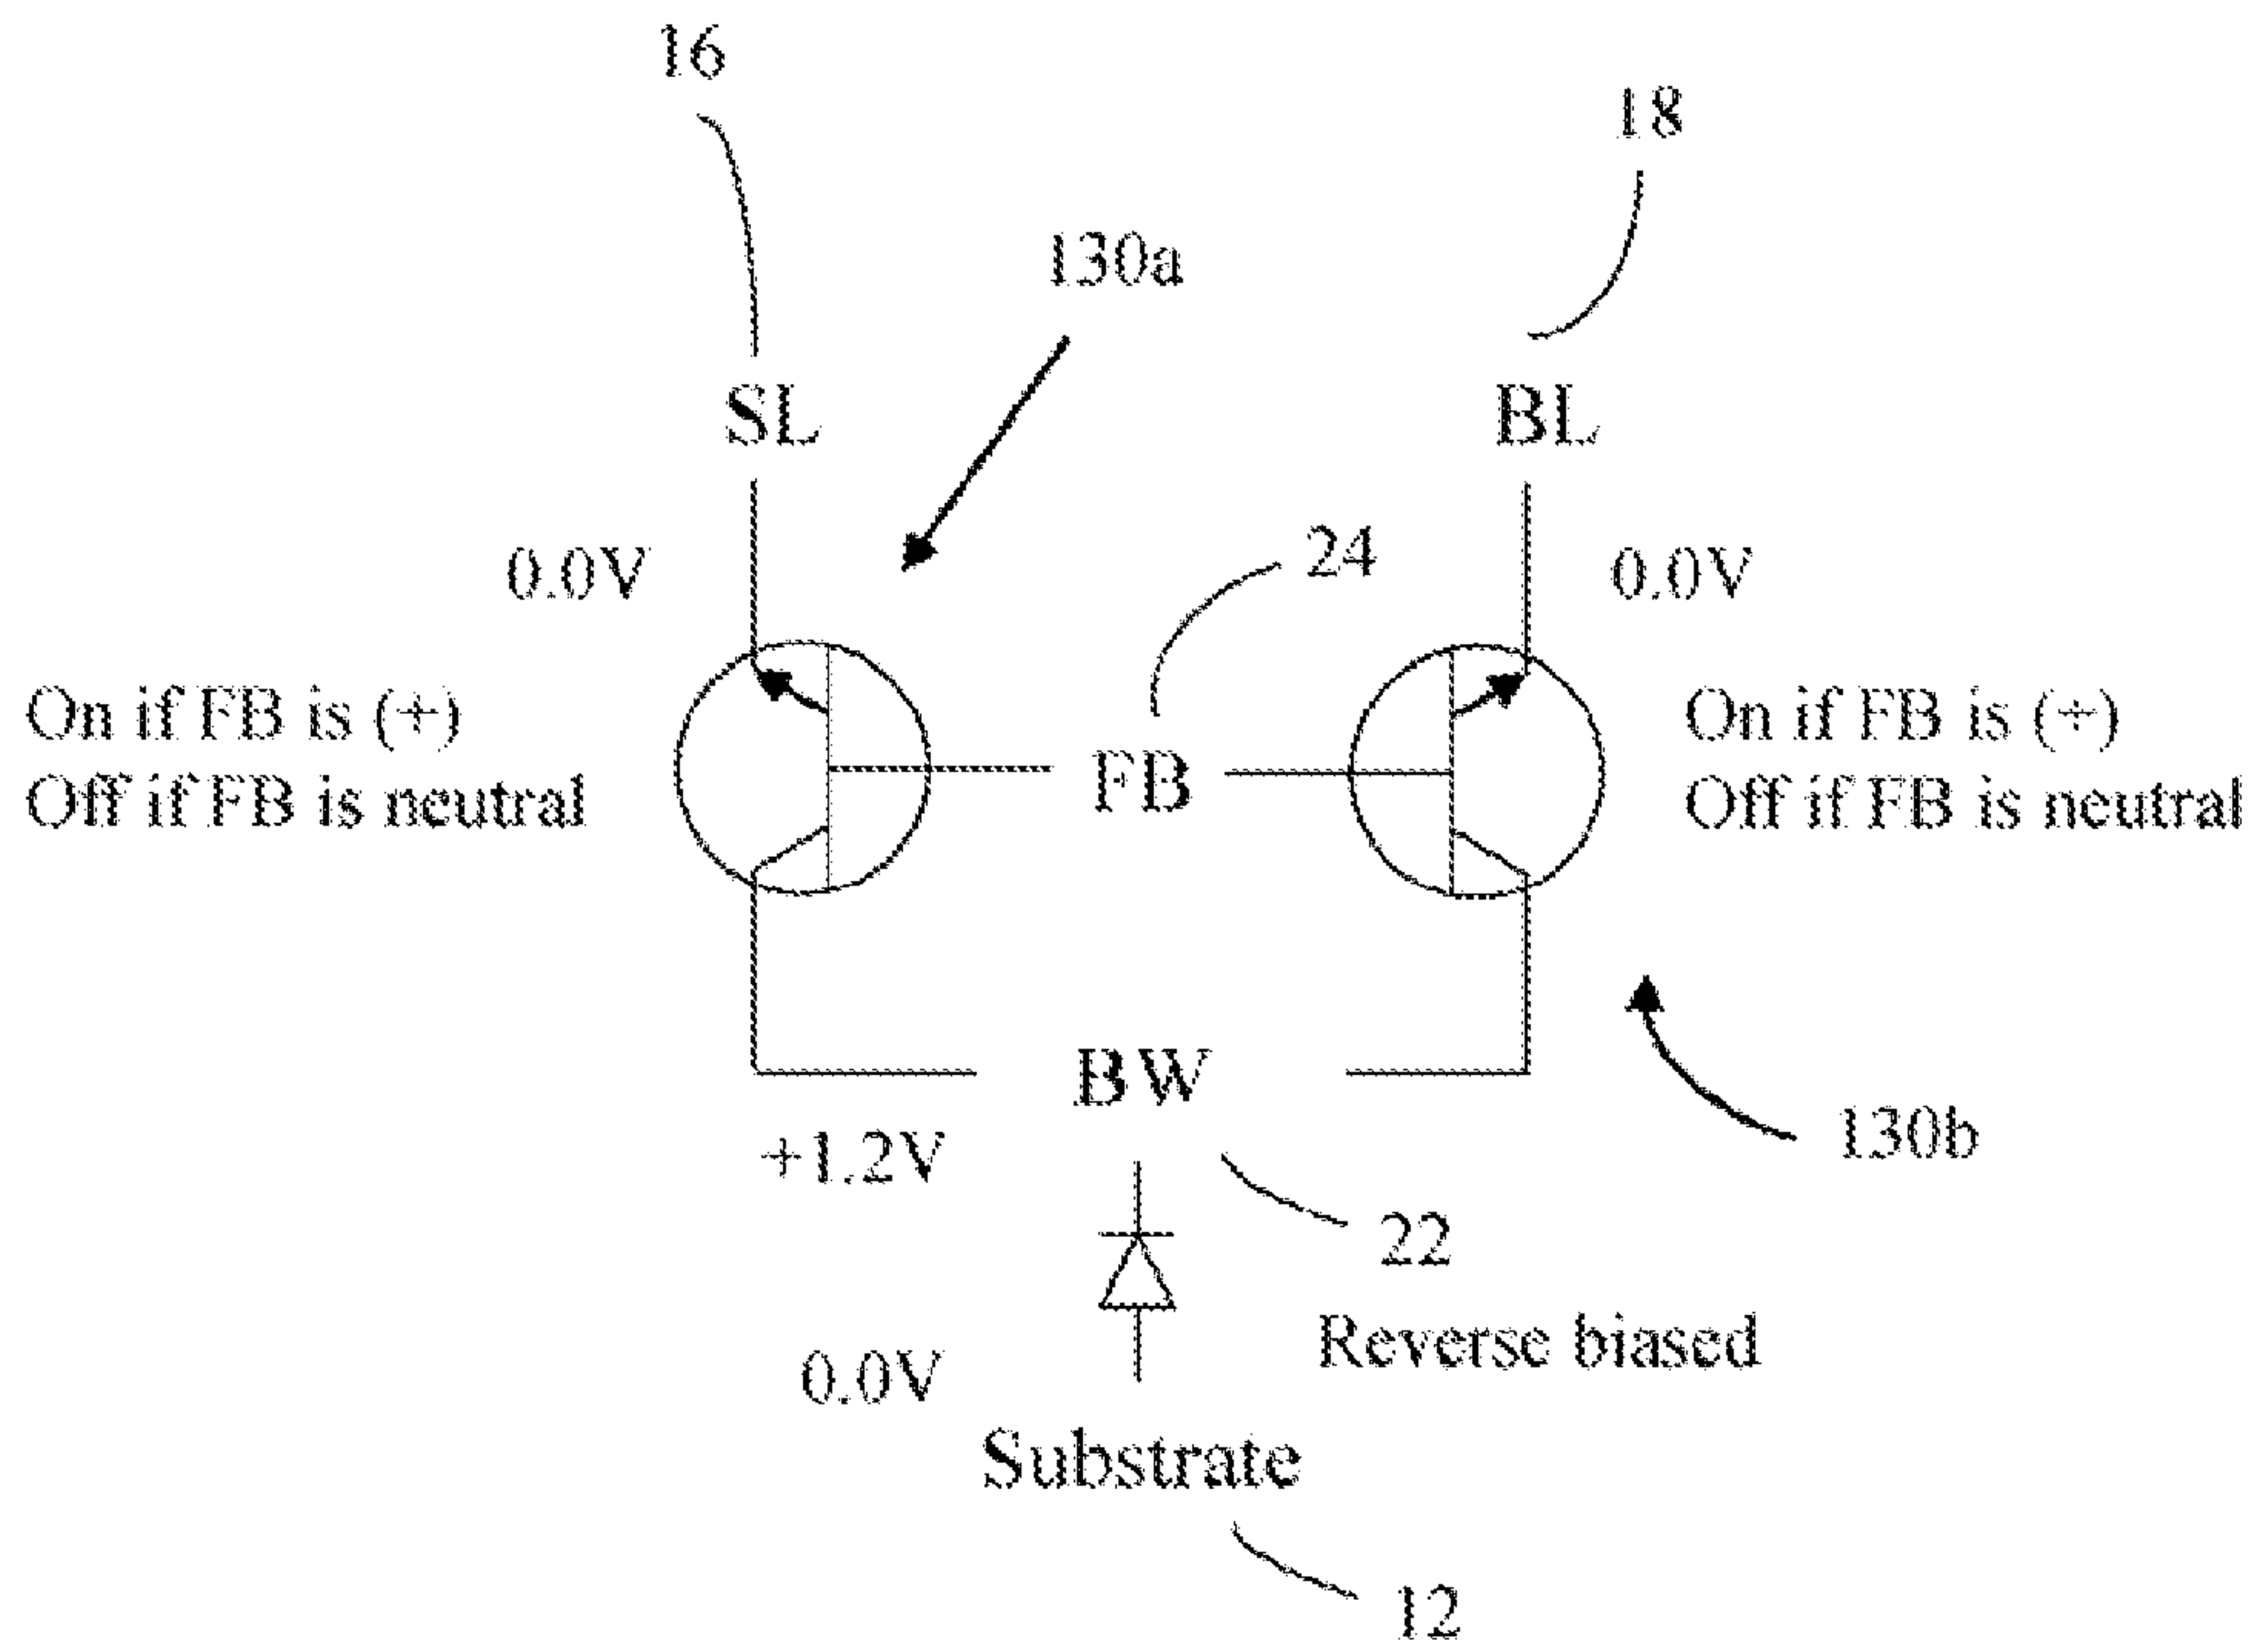 16
18
130a
SL
BL
0.0V
24
0.0V
On if FB is (+)
Off if FB is neutral
FB
On if FB is (+)
Off if FB is neutral
BW
+1.2V
130b
22
Reverse biased
0.0V
Substrate
12